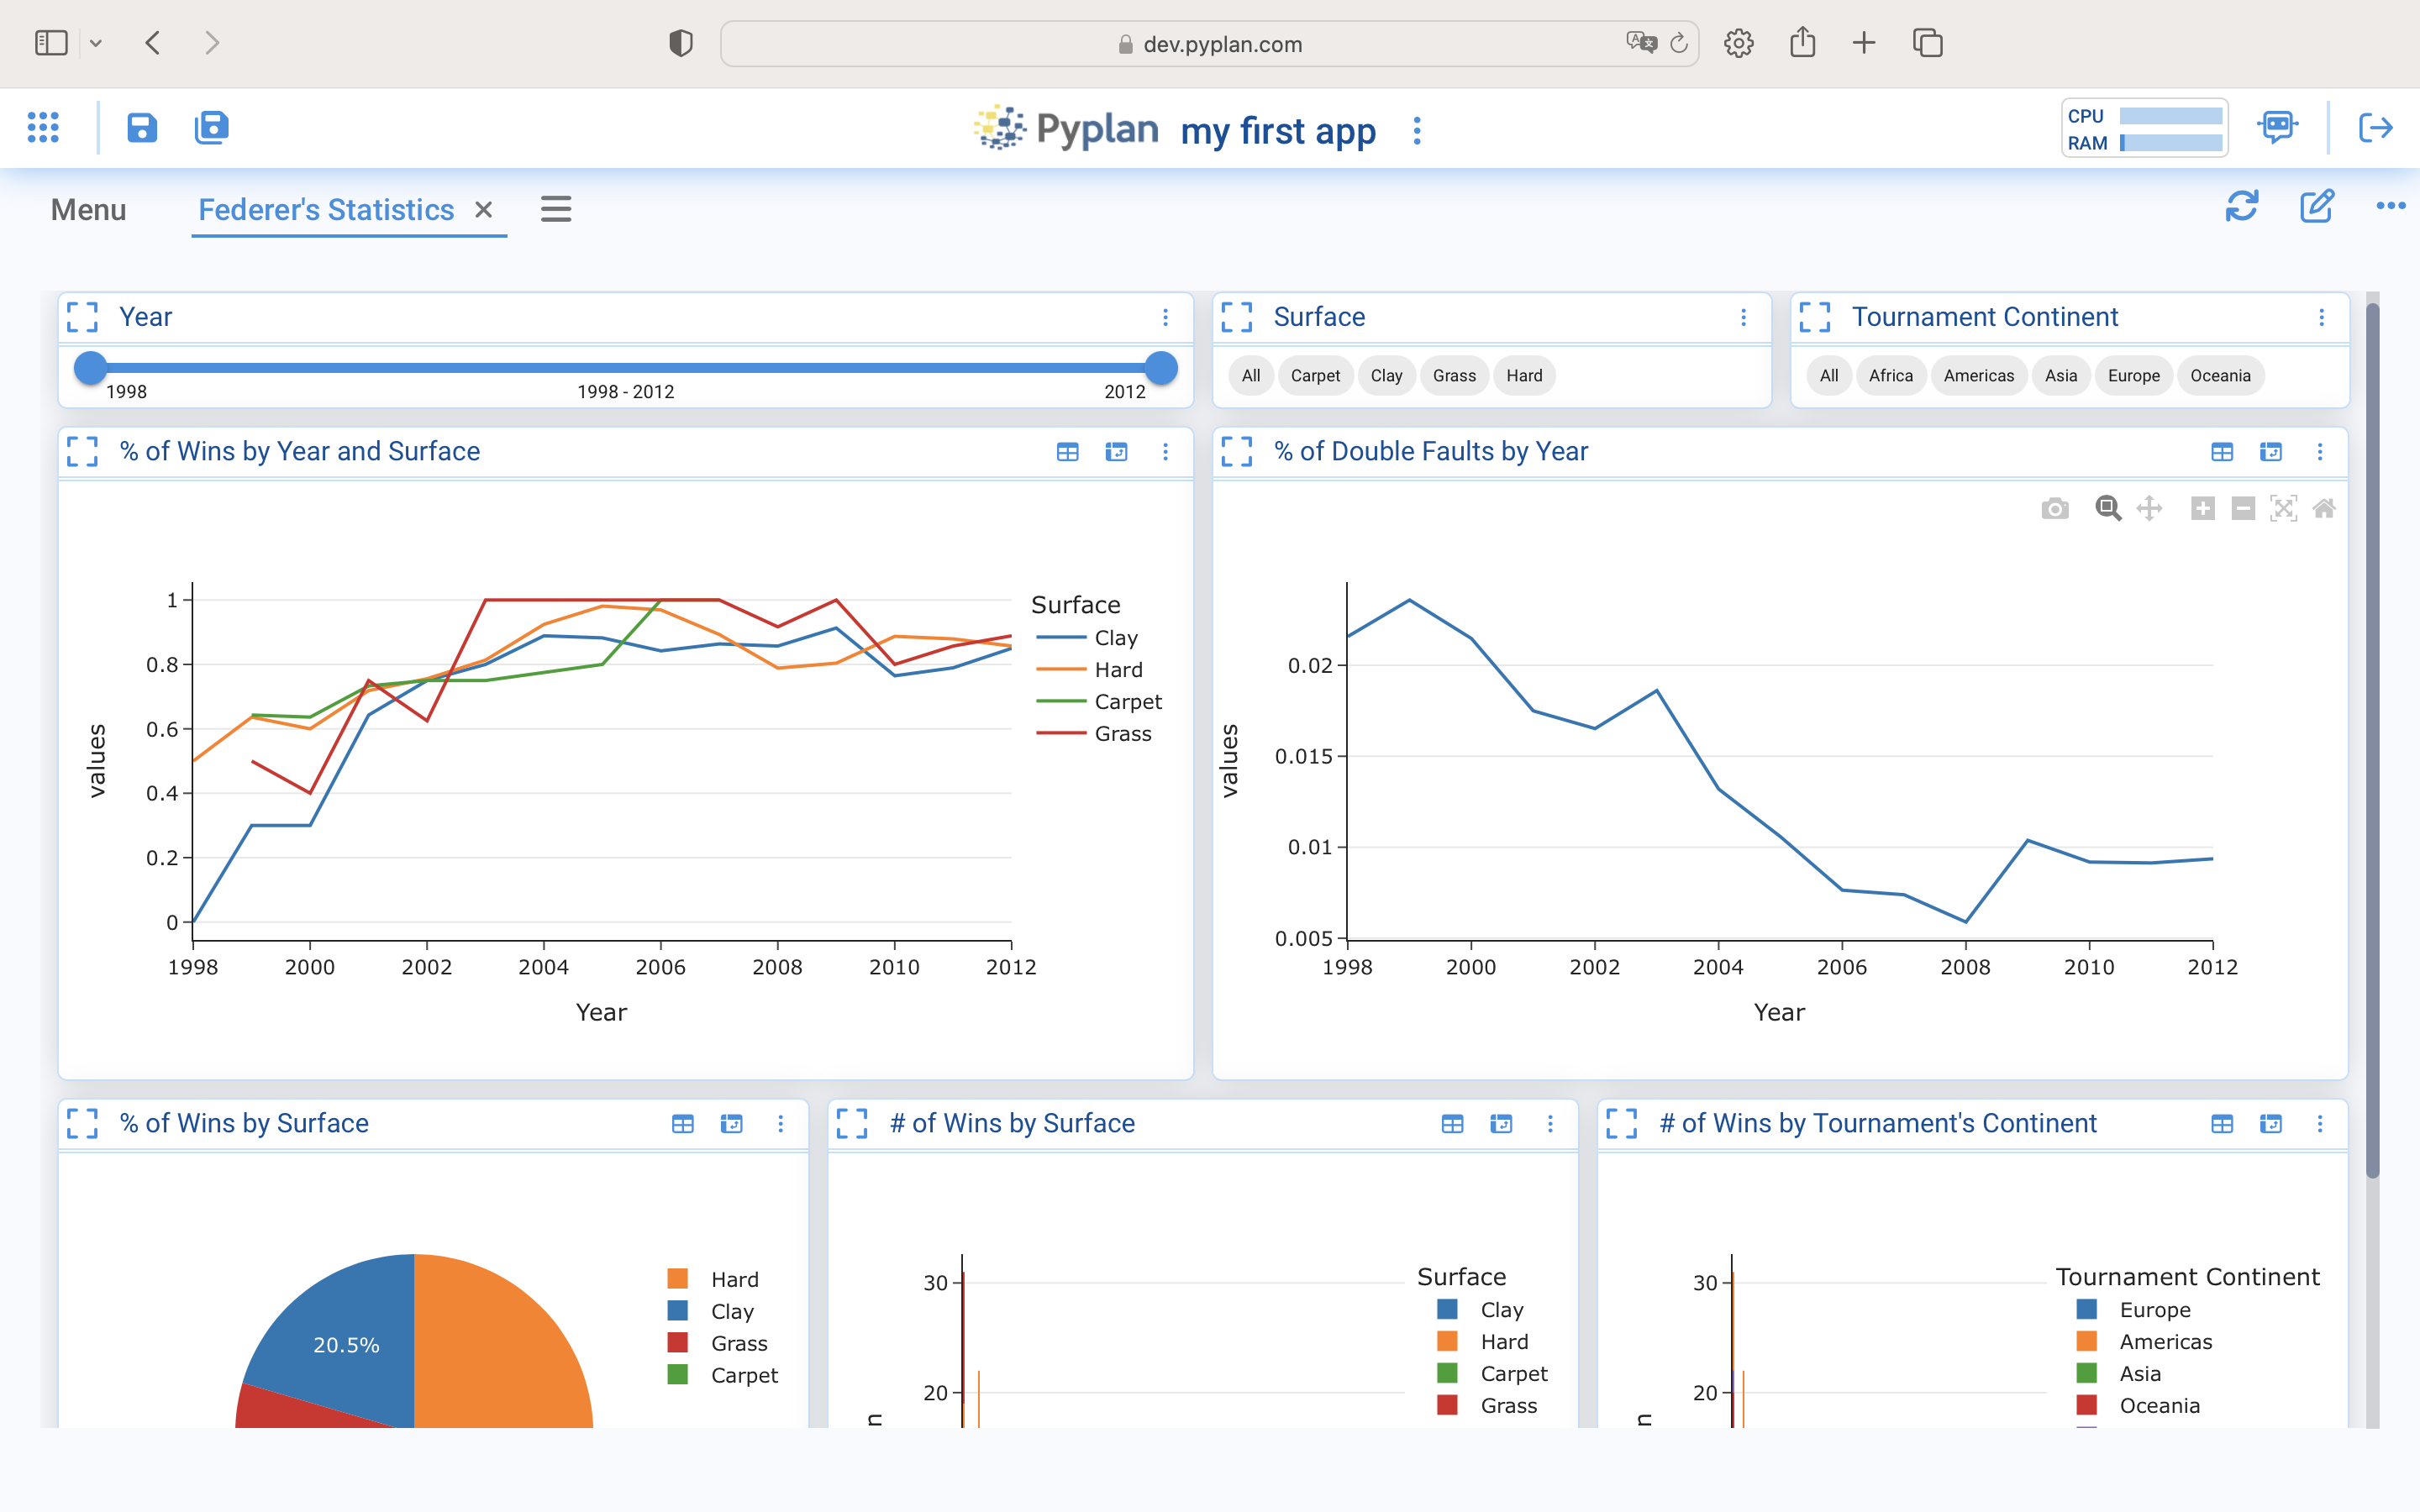 dev.pyplan.com
Pyplan my first app
CPU
RAM
Menu Federer's Statistics
Year
1998 1998 - 2012 2012
Surface
All Carpet Clay Grass Hard
Tournament Continent
All Africa Americas Asia Europe Oceania
% of Wins by Year and Surface
values
1
0.8
0.6
0.4
0.2
0
1998 2000 2002 2004 2006 2008 2010 2012
Year
Surface
Clay
Hard
Carpet
Grass
% of Double Faults by Year
values
0.02
0.015
0.01
0.005
1998 2000 2002 2004 2006 2008 2010 2012
Year
% of Wins by Surface
20.5%
Hard
Clay
Grass
Carpet
# of Wins by Surface
30
20
Surface
Clay
Hard
Carpet
Grass
# of Wins by Tournament's Continent
30
20
Tournament Continent
Europe
Americas
Asia
Oceania